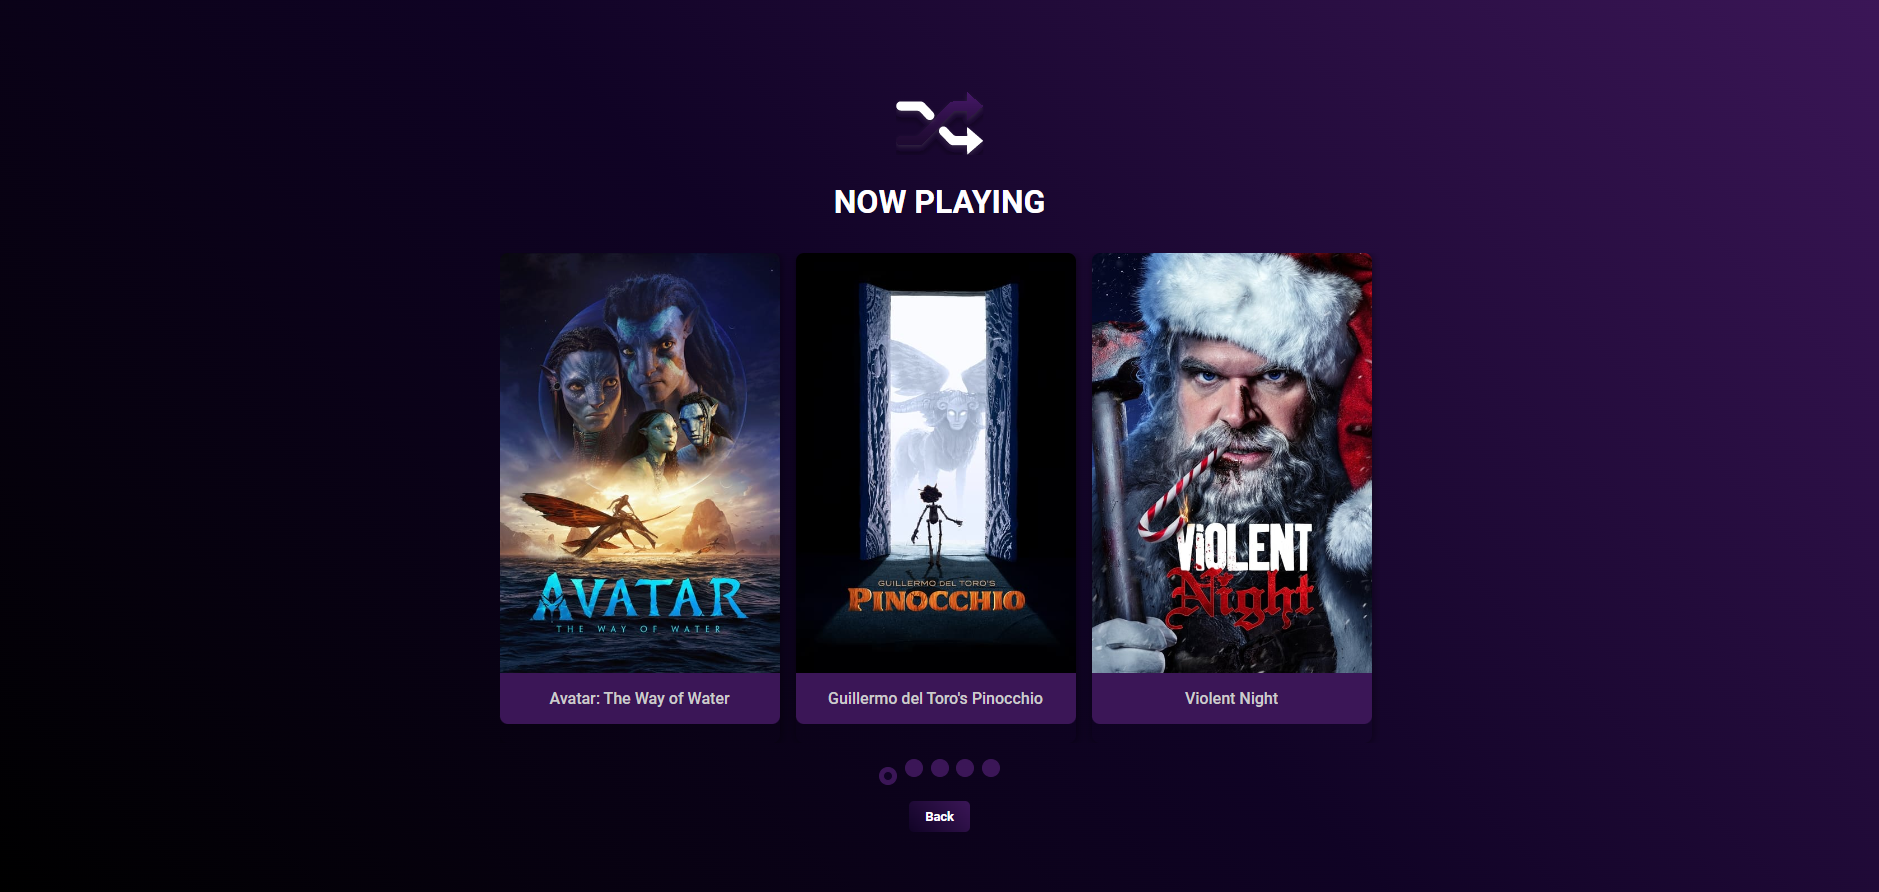 NOW PLAYING
AVATAR
THE WAY OF WATER
GUILLERMO DEL TORO'S
PINOCCHIO
VIOLENT
Night
Avatar: The Way of Water
Guillermo del Toro's Pinocchio
Violent Night
Back